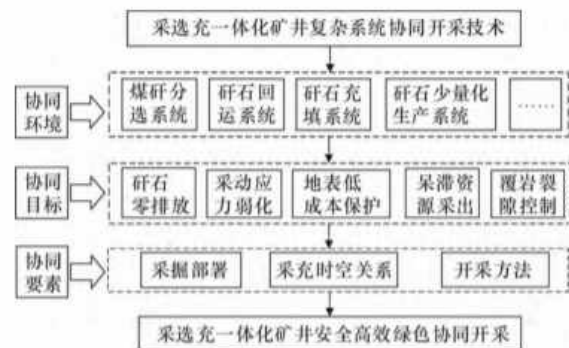 采选充一体化矿井复杂系统协同开采技术
协同
环境
煤矸分
选系统
矸石回
运系统
矸石充
填系统
矸石少量化
生产系统
……
协同
目标
矸石
零排放
采动应
力弱化
地表低
成本保护
呆滞资
源采出
覆岩裂
隙控制
协同
要素
采掘部署
采充时空关系
开采方法
采选充一体化矿井安全高效绿色协同开采